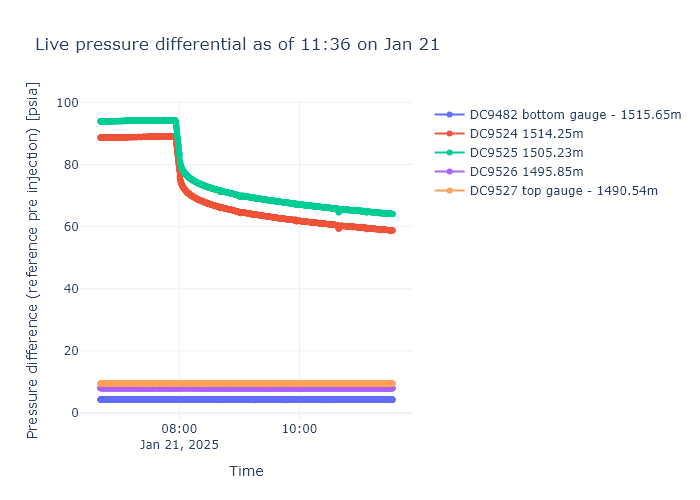 Live pressure differential as of 11:36 on Jan 21
Pressure difference (reference pre injection) [psia]
100
80
60
40
20
0
08:00
Jan 21, 2025
10:00
Time
DC9482 bottom gauge - 1515.65m
DC9524 1514.25m
DC9525 1505.23m
DC9526 1495.85m
DC9527 top gauge - 1490.54m